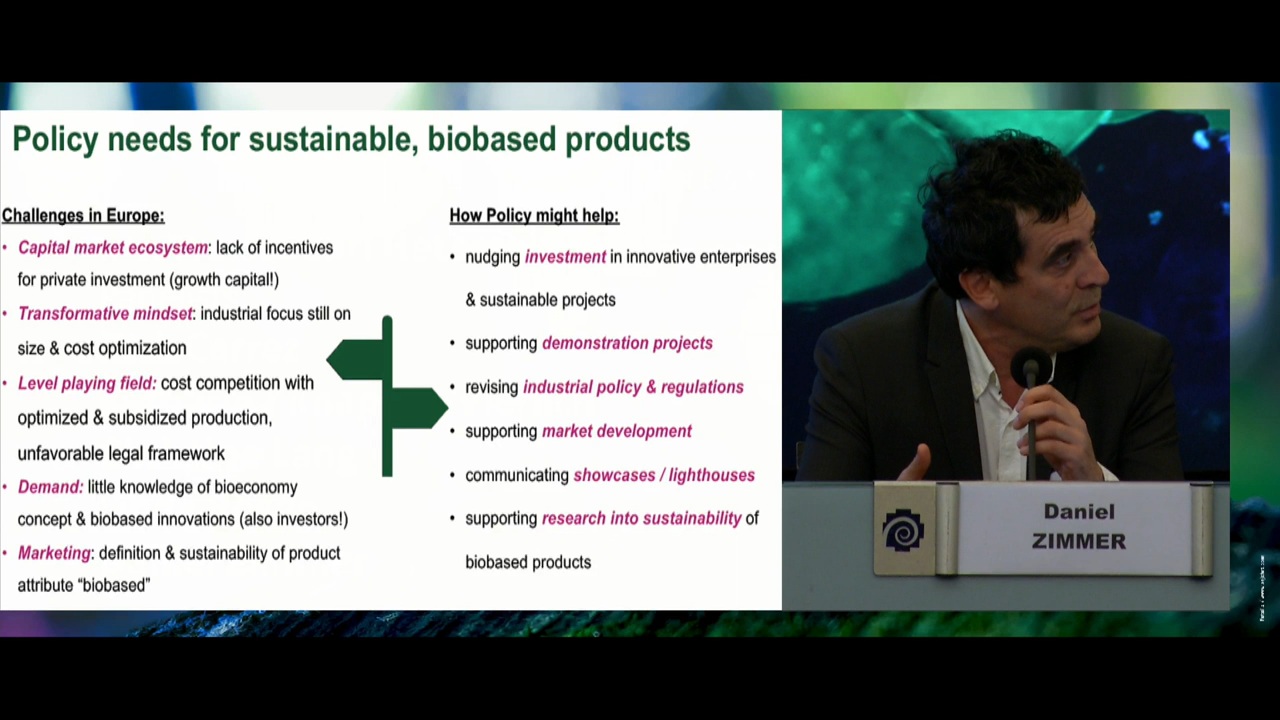 Policy needs for sustainable, biobased products
Challenges in Europe:
• Capital market ecosystem: lack of incentives
for private investment (growth capital!)
• Transformative mindset: industrial focus still on
size & cost optimization
• Level playing field: cost competition with
optimized & subsidized production,
unfavorable legal framework
• Demand: little knowledge of bioeconomy
concept & biobased innovations (also investors!)
• Marketing: definition & sustainability of product
attribute “biobased”
How Policy might help:
• nudging investment in innovative enterprises
& sustainable projects
• supporting demonstration projects
• revising industrial policy & regulations
• supporting market development
• communicating showcases / lighthouses
• supporting research into sustainability of
biobased products
Daniel
ZIMMER